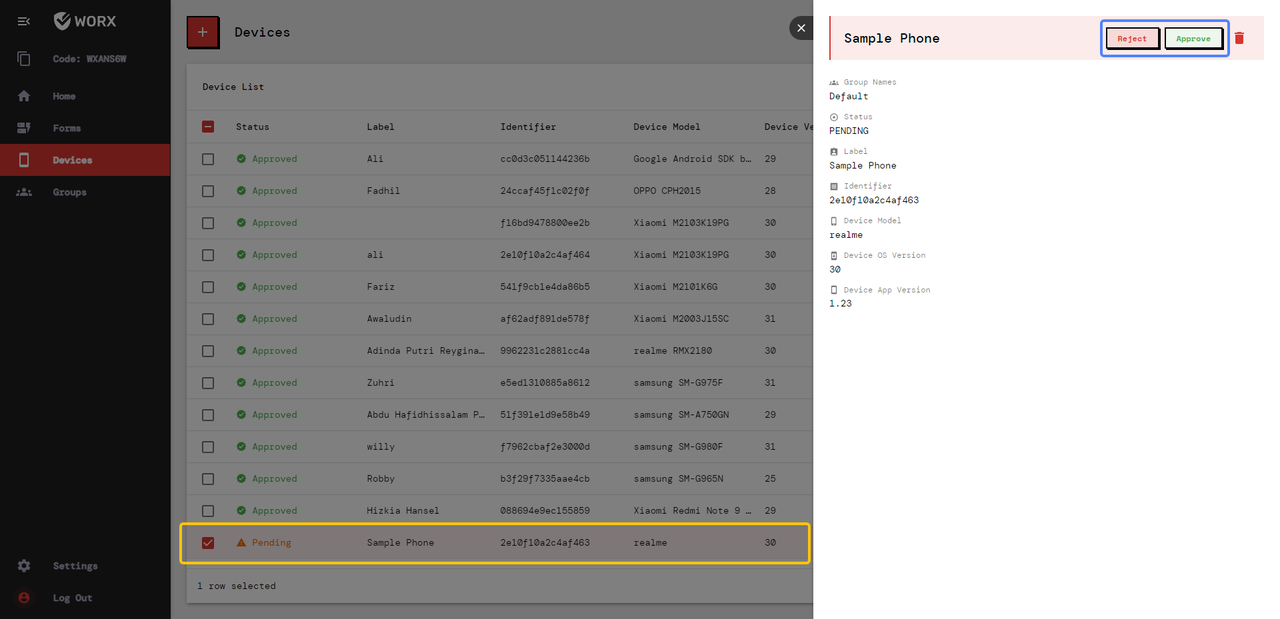 WORX
Code: WXANS6W
Home
Forms
Devices
Groups
Settings
Log Out
+ Devices
Device List
Status Label Identifier Device Model Device Ve
Approved Ali cc0d3c051144236b Google Android SDK b… 29
Approved Fadhil 24ccaf45f1c02f0f OPPO CPH2015 28
Approved f16bd9478800ee2b Xiaomi M2103K19PG 30
Approved ali 2e10f10a2c4af464 Xiaomi M2103K19PG 30
Approved Fariz 541f9cb1e4da86b5 Xiaomi M2101K6G 30
Approved Awaludin af62adf891de578f Xiaomi M2003J15SC 31
Approved Adinda Putri Reygina… 9962231c2881cc4a realme RMX2180 30
Approved Zuhri e5ed1310885a8612 samsung SM-G975F 31
Approved Abdu Hafidhissalam P… 51f391e1d9e58b49 samsung SM-A750GN 29
Approved willy f7962cbaf2e3000d samsung SM-G980F 31
Approved Robby b3f29f7335aae4cb samsung SM-G965N 25
Approved Hizkia Hansel 088694e9ec155859 Xiaomi Redmi Note 9 … 29
Pending Sample Phone 2e10f10a2c4af463 realme 30
1 row selected
Sample Phone
Reject Approve
Group Names
Default
Status
PENDING
Label
Sample Phone
Identifier
2e10f10a2c4af463
Device Model
realme
Device OS Version
30
Device App Version
1.23